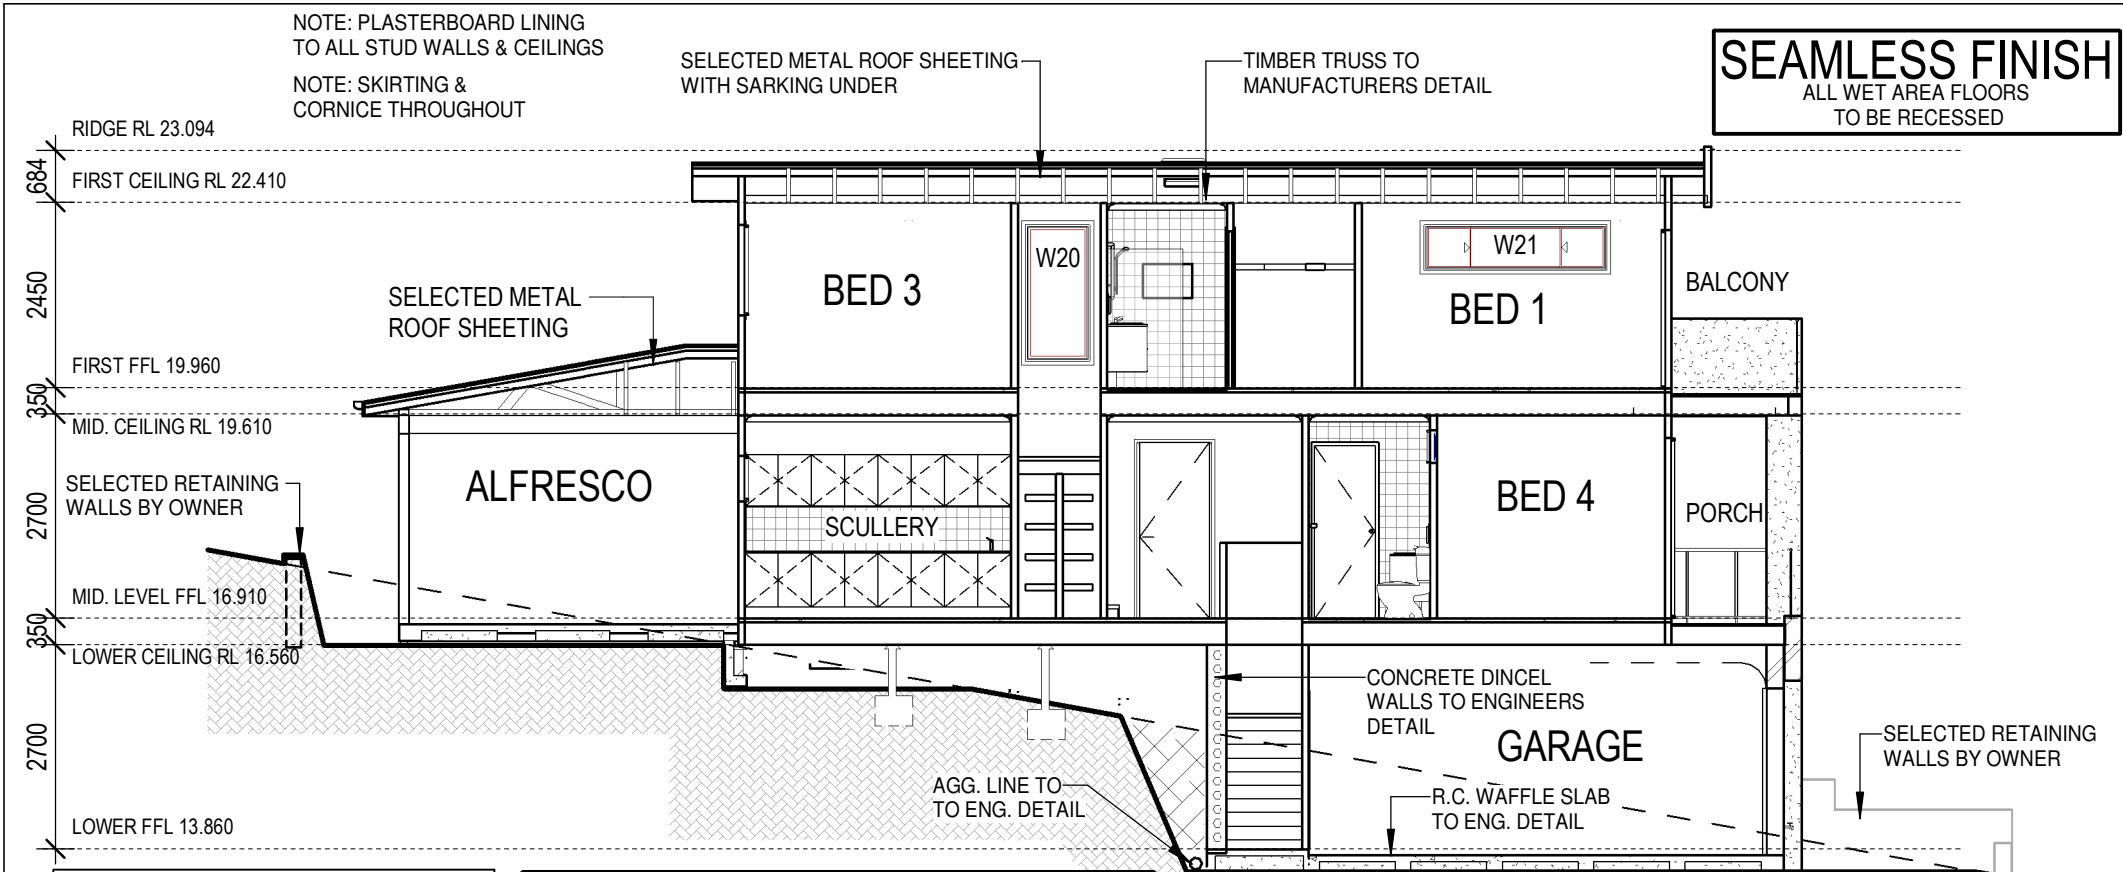 NOTE: PLASTERBOARD LINING
TO ALL STUD WALLS & CEILINGS
NOTE: SKIRTING &
CORNICE THROUGHOUT
SELECTED METAL ROOF SHEETING
WITH SARKING UNDER
TIMBER TRUSS TO
MANUFACTURERS DETAIL
SEAMLESS FINISH
ALL WET AREA FLOORS
TO BE RECESSED
RIDGE RL 23.094
684
FIRST CEILING RL 22.410
2450
SELECTED METAL
ROOF SHEETING
BED 3
W20
W21
BED 1
BALCONY
FIRST FFL 19.960
350
MID. CEILING RL 19.610
2700
SELECTED RETAINING
WALLS BY OWNER
ALFRESCO
SCULLERY
BED 4
PORCH
MID. LEVEL FFL 16.910
350
LOWER CEILING RL 16.560
2700
CONCRETE DINCEL
WALLS TO ENGINEERS
DETAIL
GARAGE
SELECTED RETAINING
WALLS BY OWNER
AGG. LINE TO
TO ENG. DETAIL
R.C. WAFFLE SLAB
TO ENG. DETAIL
LOWER FFL 13.860